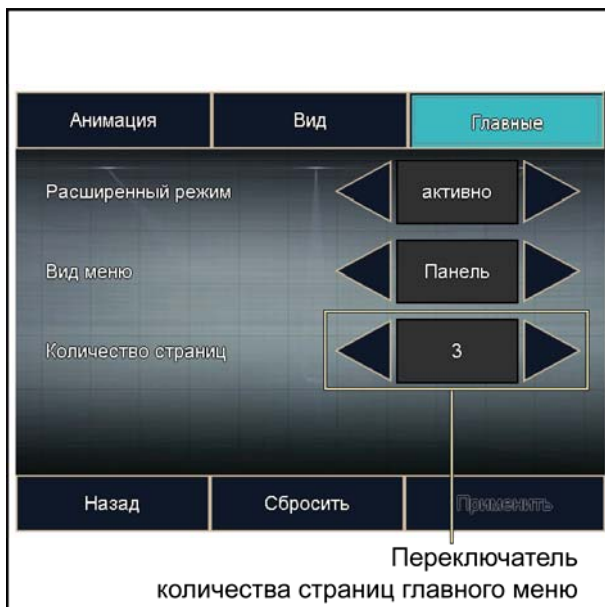 Анимация Вид Главные
Расширенный режим активно
Вид меню Панель
Количество страниц 3
Назад Сбросить Применить
Переключатель
количества страниц главного меню